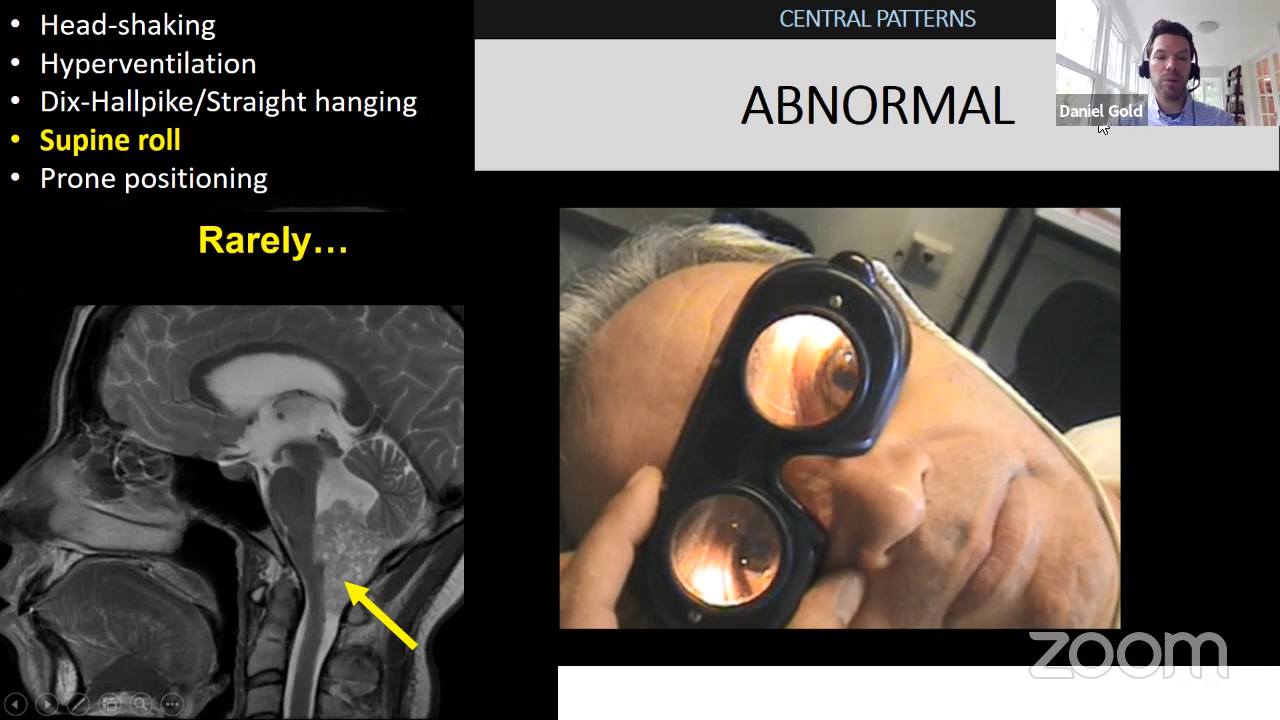 • Head-shaking
• Hyperventilation
• Dix-Hallpike/Straight hanging
• Supine roll
• Prone positioning
Rarely…
CENTRAL PATTERNS
ABNORMAL
Daniel Gold
zoom